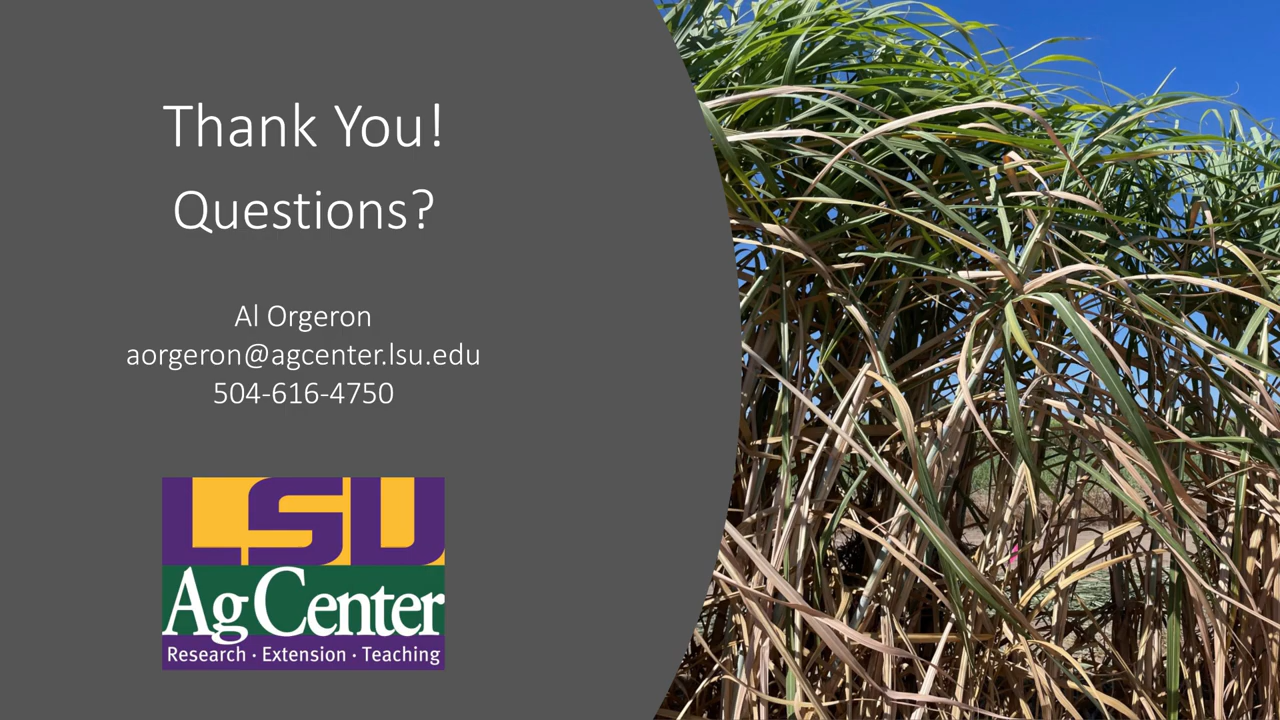 Thank You!
Questions?
Al Orgeron
aorgeron@agcenter.lsu.edu
504-616-4750
LSU
AgCenter
Research · Extension · Teaching